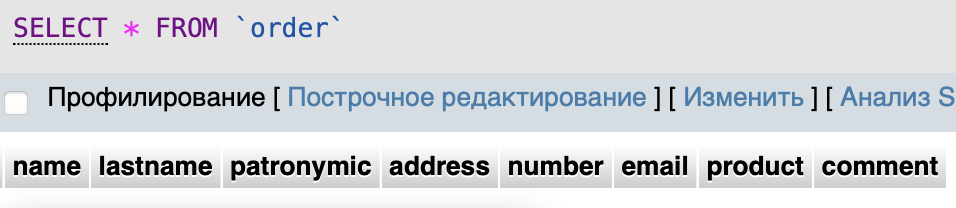 SELECT * FROM `order`
Профилирование [ Построчное редактирование ] [ Изменить ] [ Анализ S
name lastname patronymic address number email product comment